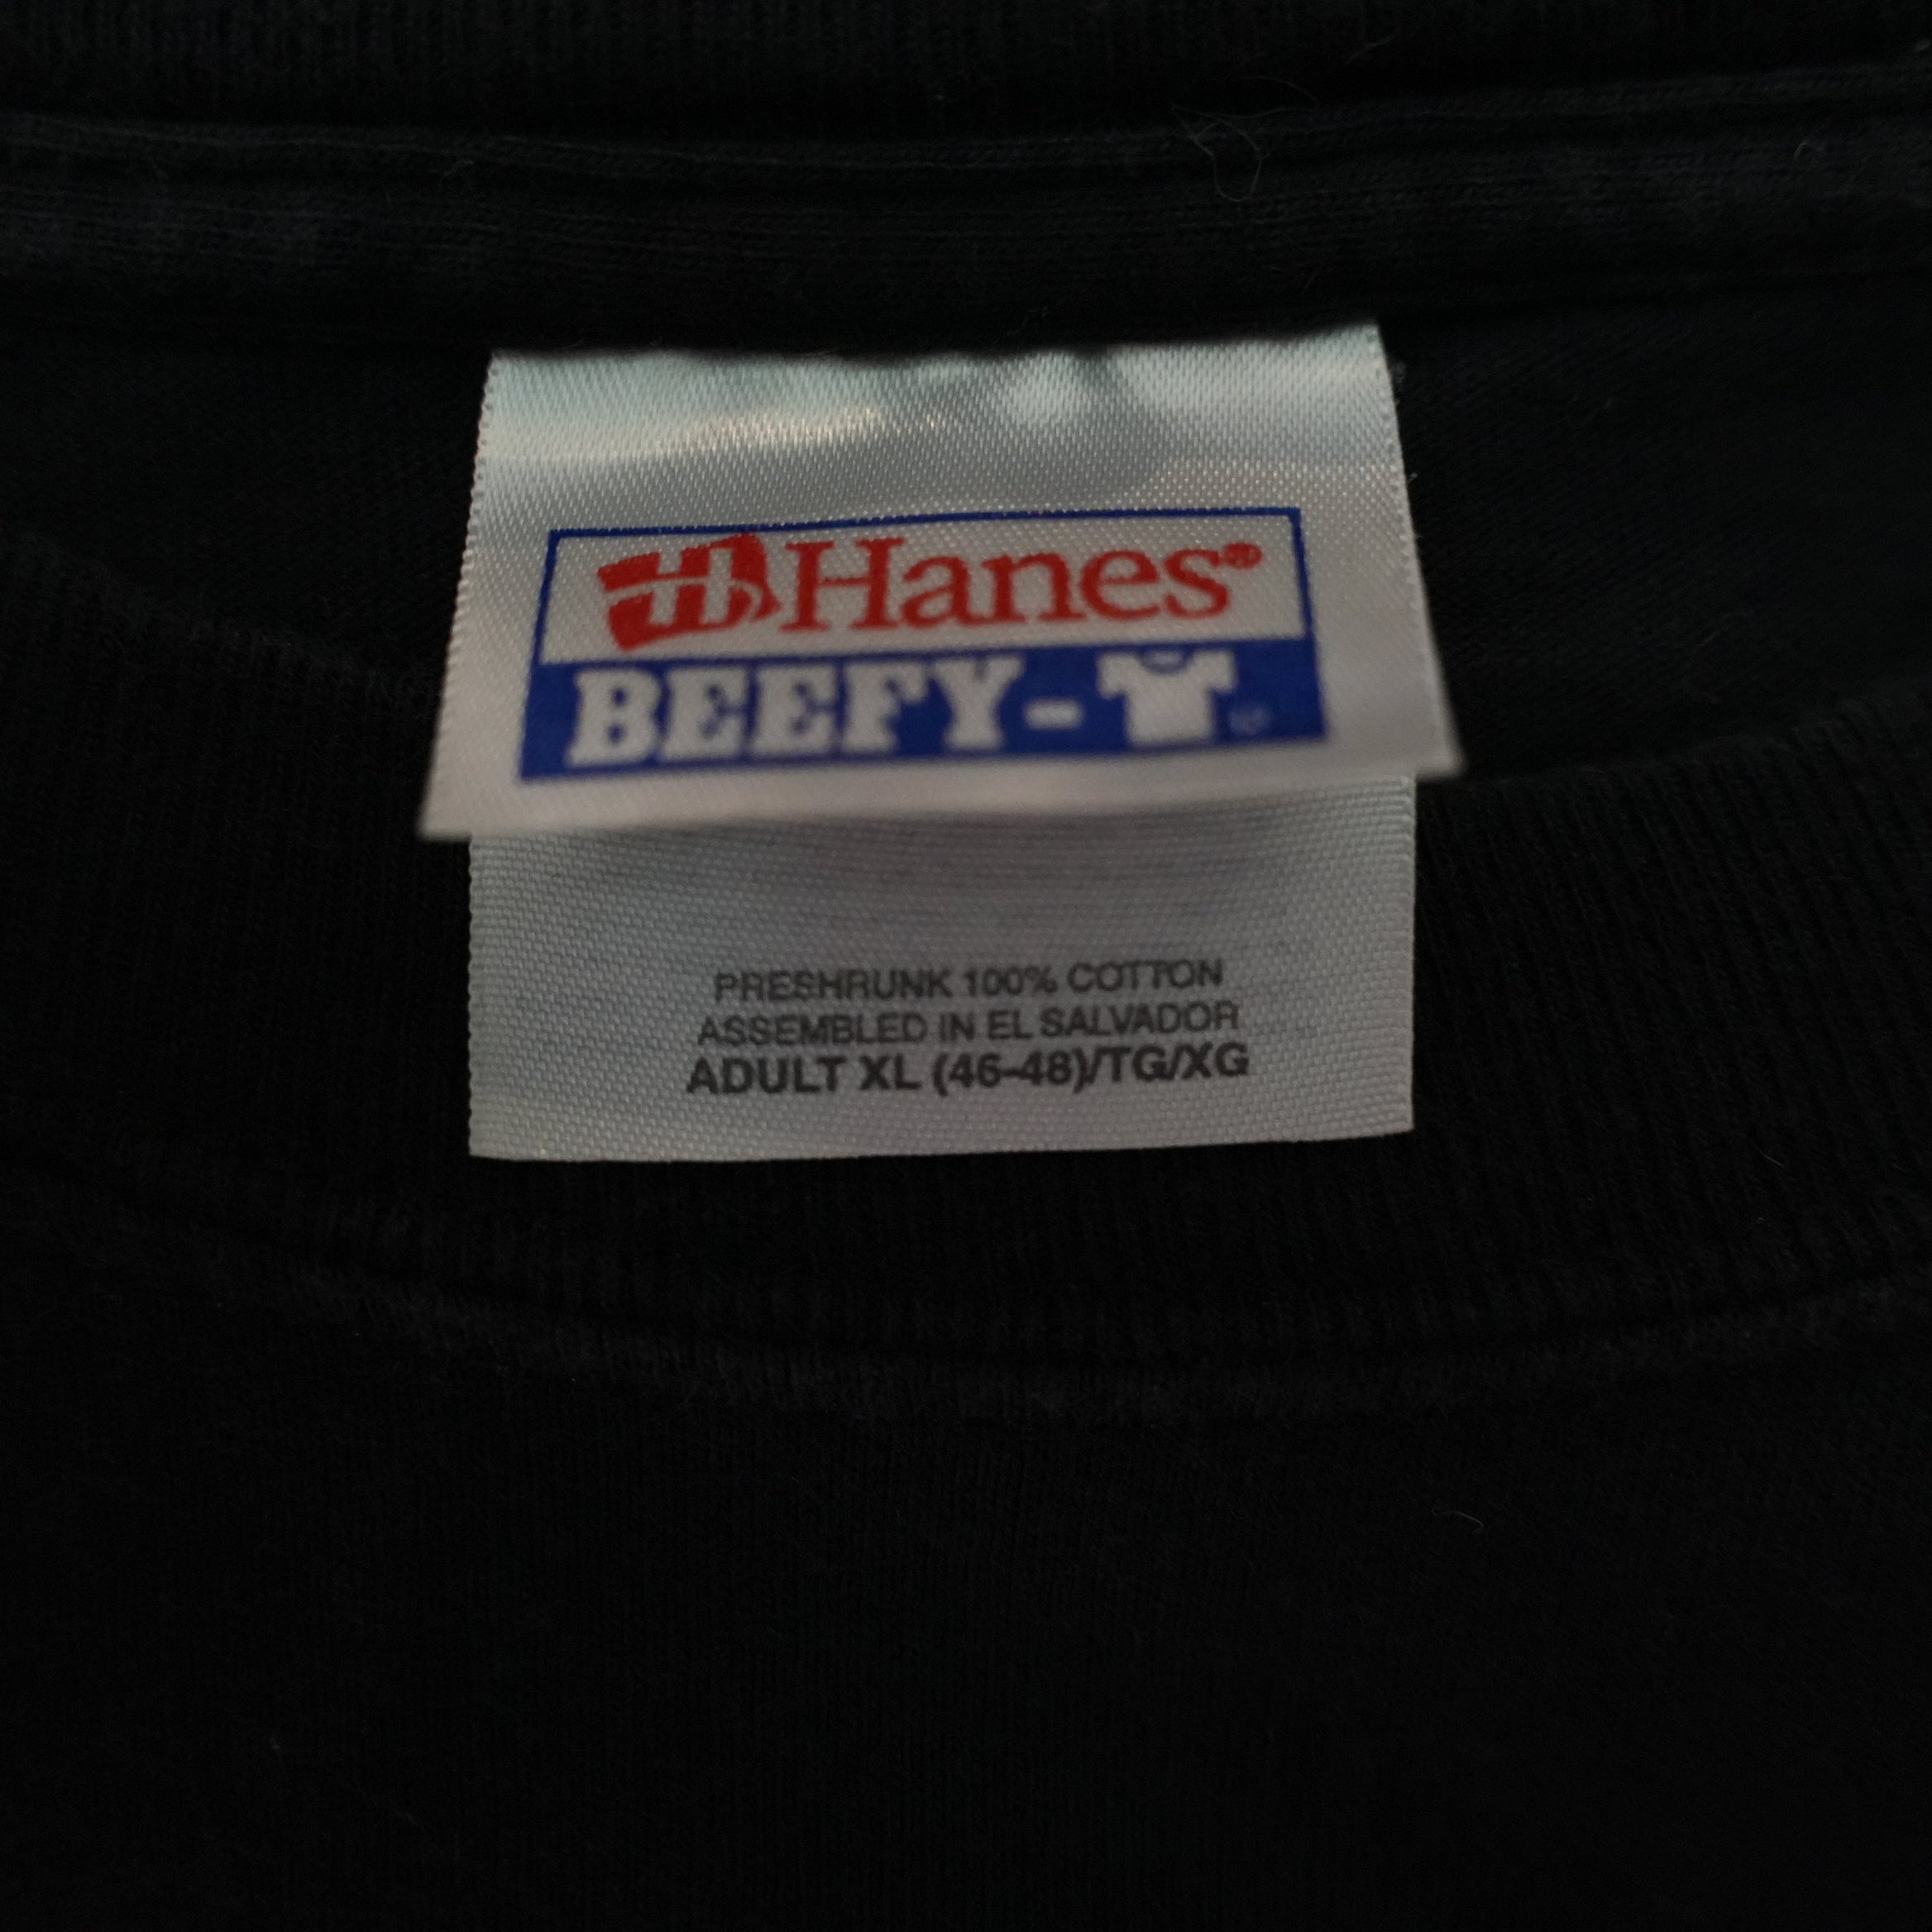 Hanes®
BEEFY-
PRESHRUNK 100% COTTON
ASSEMBLED IN EL SALVADOR
ADULT XL (46-48)/TG/XG